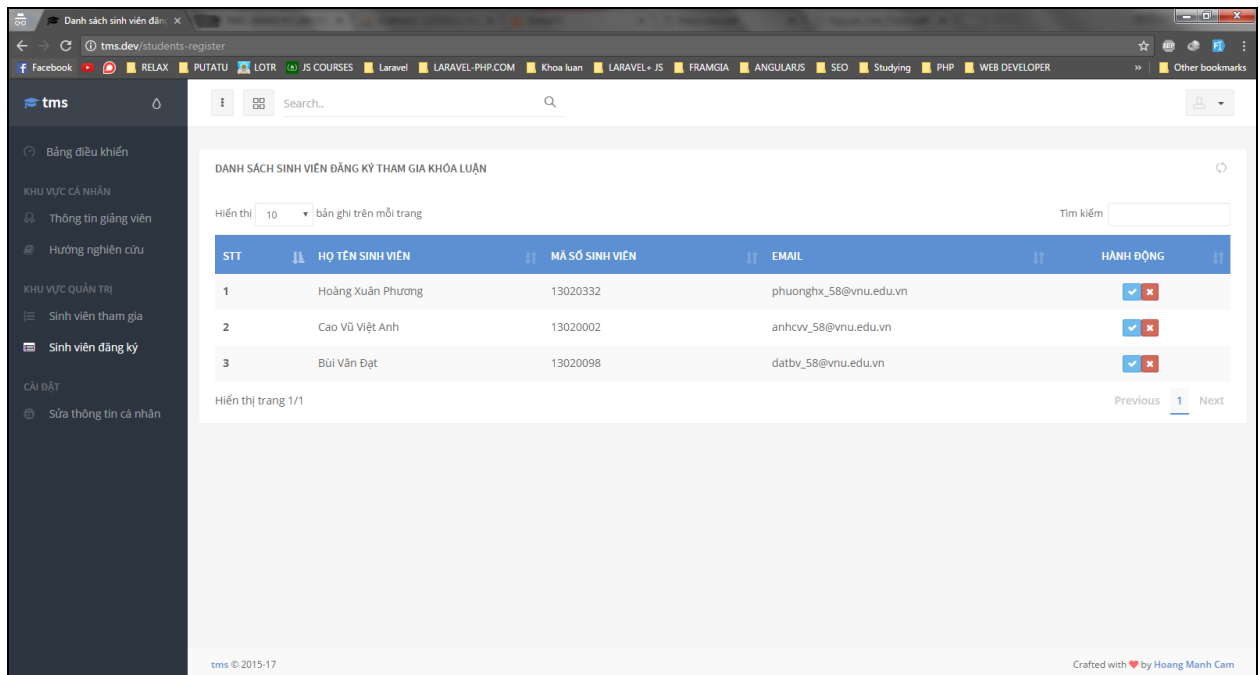 Danh sách sinh viên đăng
tms.dev/students-register
Facebook RELAX PUTATU LOTR JS COURSES Laravel LARAVEL-PHP.COM Khoa luan LARAVEL+ JS FRAMGIA ANGULARJS SEO Studying PHP WEB DEVELOPER » Other bookmarks
tms Search..
Bảng điều khiển
DANH SÁCH SINH VIÊN ĐĂNG KÝ THAM GIA KHÓA LUẬN
KHU VỰC CÁ NHÂN
Thông tin giảng viên
Hướng nghiên cứu
KHU VỰC QUẢN TRỊ
Sinh viên tham gia
Sinh viên đăng ký
CÀI ĐẶT
Sửa thông tin cá nhân
Hiển thị 10 bản ghi trên mỗi trang Tìm kiếm
STT HỌ TÊN SINH VIÊN MÃ SỐ SINH VIÊN EMAIL HÀNH ĐỘNG
1 Hoàng Xuân Phương 13020332 phuonghx_58@vnu.edu.vn
2 Cao Vũ Việt Anh 13020002 anhcvv_58@vnu.edu.vn
3 Bùi Văn Đạt 13020098 datbv_58@vnu.edu.vn
Hiển thị trang 1/1 Previous 1 Next
tms © 2015-17 Crafted with ❤ by Hoang Manh Cam